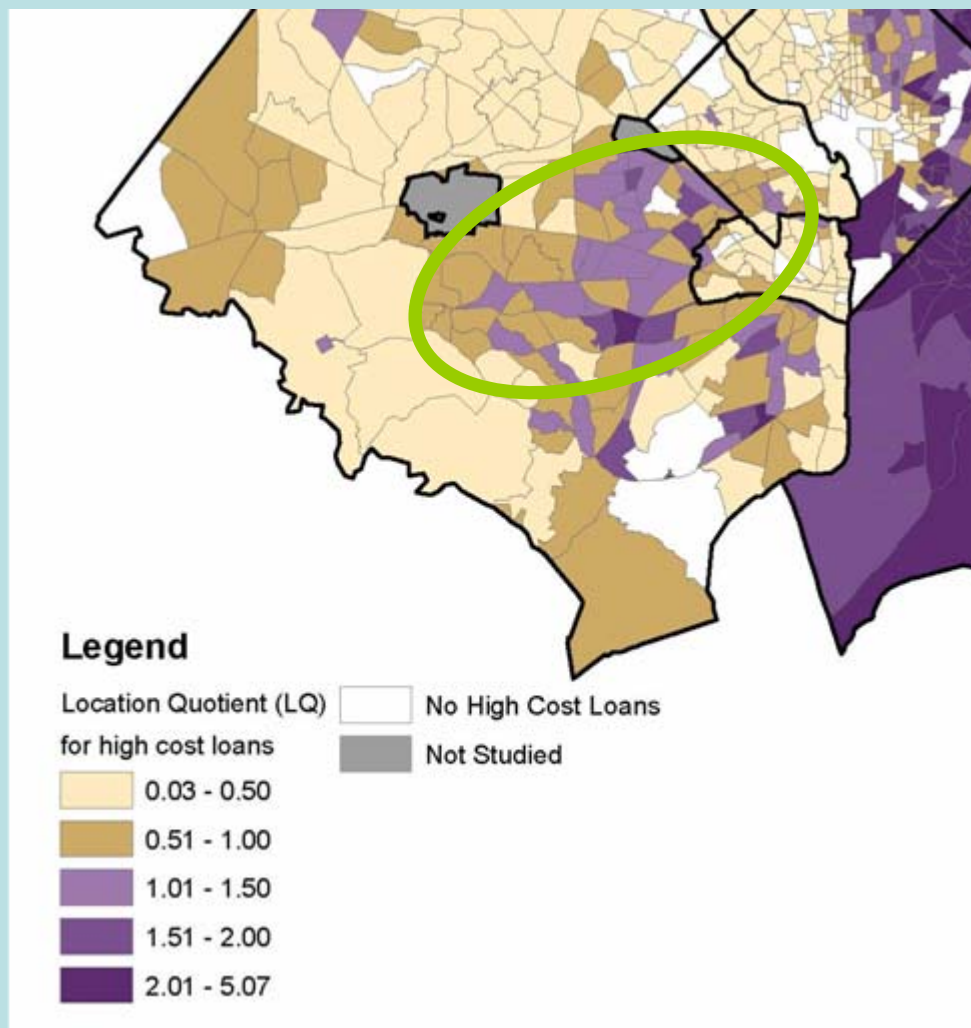 Legend
Location Quotient (LQ)
for high cost loans
0.03 - 0.50
0.51 - 1.00
1.01 - 1.50
1.51 - 2.00
2.01 - 5.07
No High Cost Loans
Not Studied